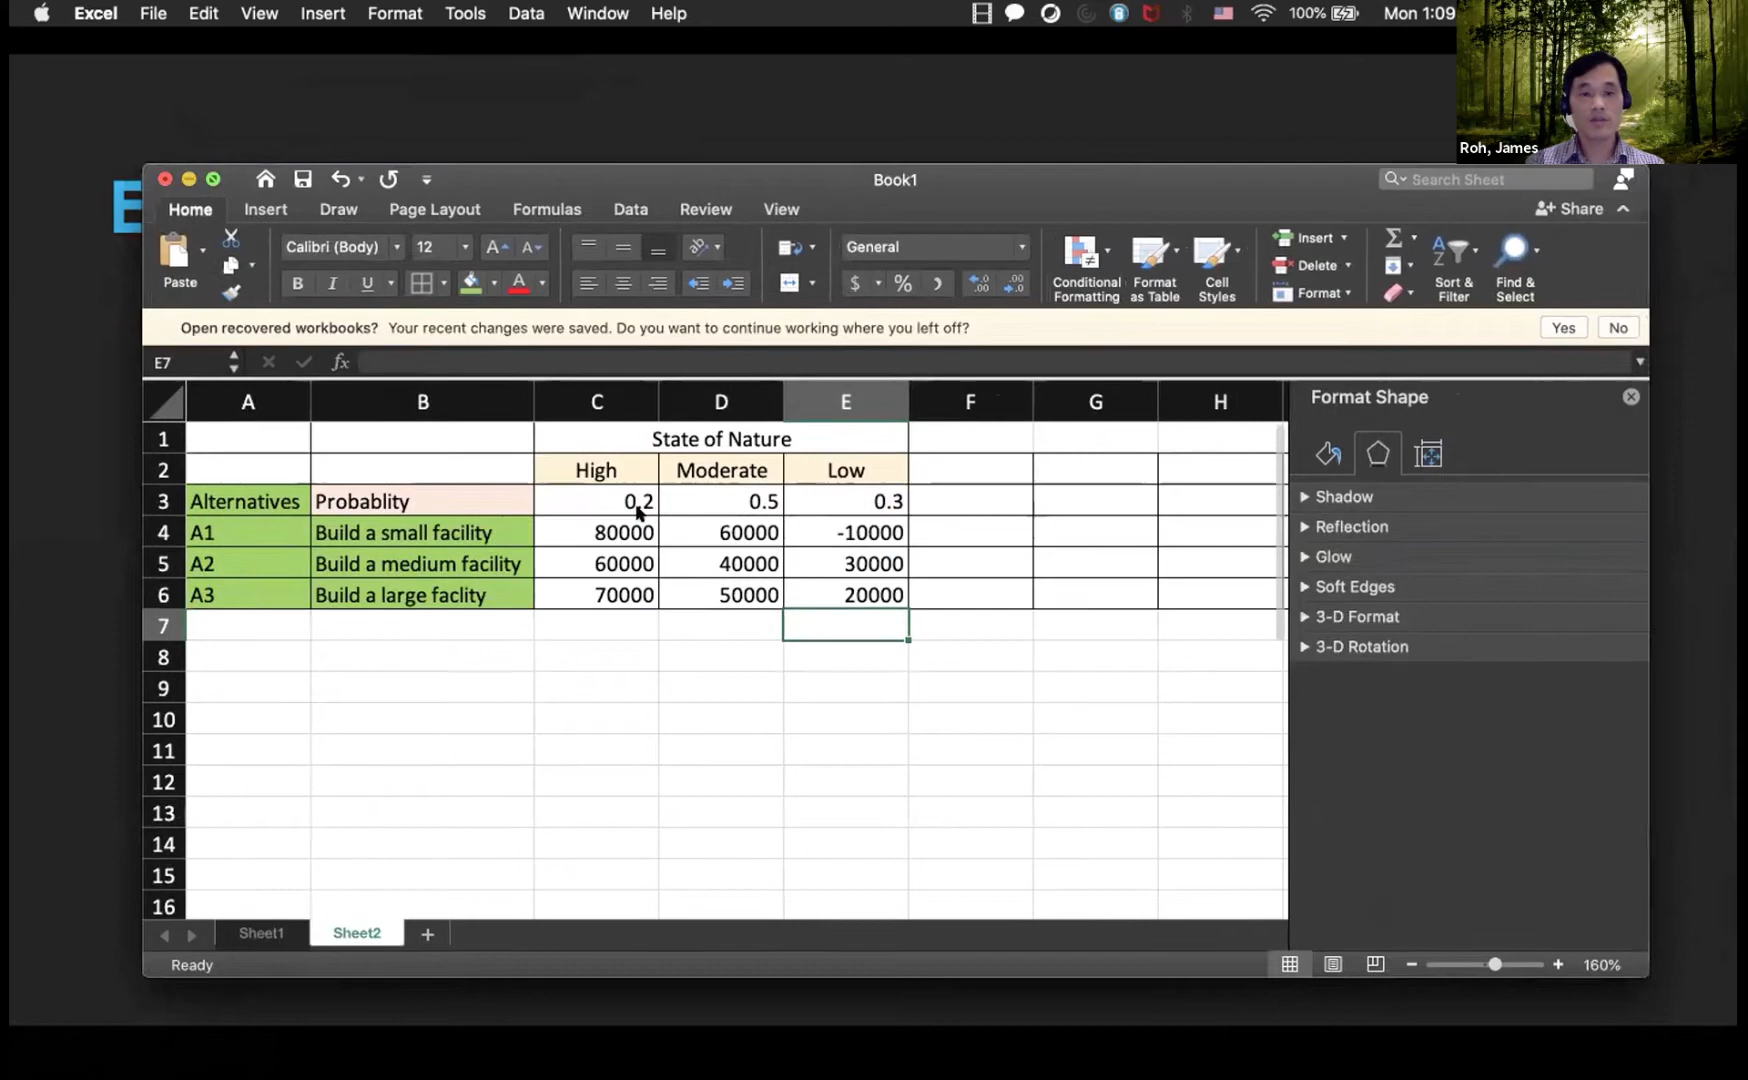 Excel File Edit View Insert Format Tools Data Window Help 100% Mon 1:09
Roh, James
E
Book1
Search Sheet
Home Insert Draw Page Layout Formulas Data Review View
Share
Paste
Calibri (Body) 12
General
Conditional Formatting
Format as Table
Cell Styles
Insert
Delete
Format
Sort & Filter
Find & Select
Open recovered workbooks? Your recent changes were saved. Do you want to continue working where you left off? Yes No
E7 fx
A B C D E F G H
1 State of Nature
2 High Moderate Low
3 Alternatives Probablity 0.2 0.5 0.3
4 A1 Build a small facility 80000 60000 -10000
5 A2 Build a medium facility 60000 40000 30000
6 A3 Build a large faclity 70000 50000 20000
7
8
9
10
11
12
13
14
15
16
Format Shape
Shadow
Reflection
Glow
Soft Edges
3-D Format
3-D Rotation
Sheet1 Sheet2 +
Ready
160%